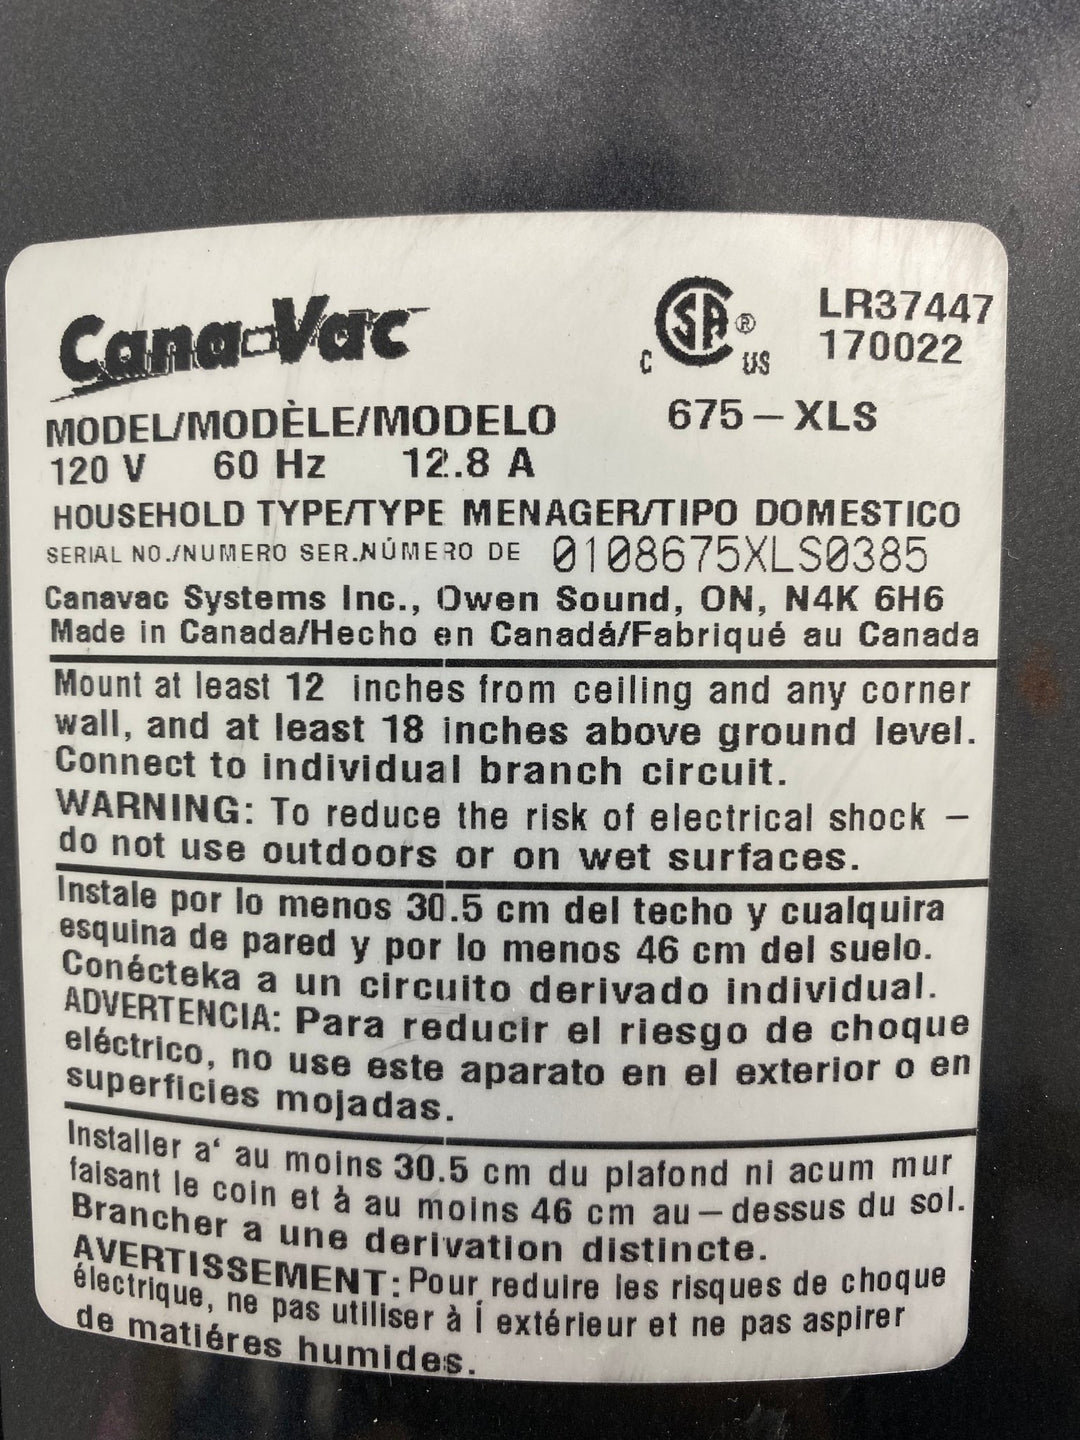 Cana-Vac
CSA ® C US
LR37447
170022
MODEL/MODÈLE/MODELO 675-XLS
120 V 60 Hz 12.8 A
HOUSEHOLD TYPE/TYPE MENAGER/TIPO DOMESTICO
SERIAL NO./NUMERO SER.NÚMERO DE 0108675XLS0385
Canavac Systems Inc., Owen Sound, ON, N4K 6H6
Made in Canada/Hecho en Canadá/Fabriqué au Canada
Mount at least 12 inches from ceiling and any corner
wall, and at least 18 inches above ground level.
Connect to individual branch circuit.
WARNING: To reduce the risk of electrical shock –
do not use outdoors or on wet surfaces.
Instale por lo menos 30.5 cm del techo y cualquira
esquina de pared y por lo menos 46 cm del suelo.
Conécteka a un circuito derivado individual.
ADVERTENCIA: Para reducir el riesgo de choque
eléctrico, no use este aparato en el exterior o en
superficies mojadas.
Installer a‘ au moins 30.5 cm du plafond ni acum mur
faisant le coin et à au moins 46 cm au–dessus du sol.
Brancher a une derivation distincte.
AVERTISSEMENT: Pour reduire les risques de choque
électrique, ne pas utiliser à Í extérieur et ne pas aspirer
de matiéres humides.